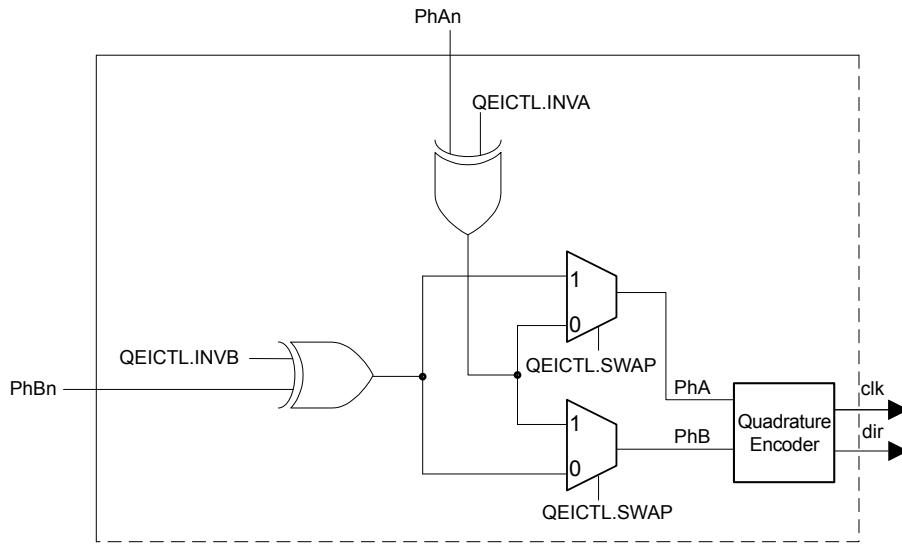 PhAn
QEICTL.INVA
1
0
QEICTL.INVB
QEICTL.SWAP
PhBn
PhA
clk
Quadrature
Encoder
1
PhB
dir
0
QEICTL.SWAP